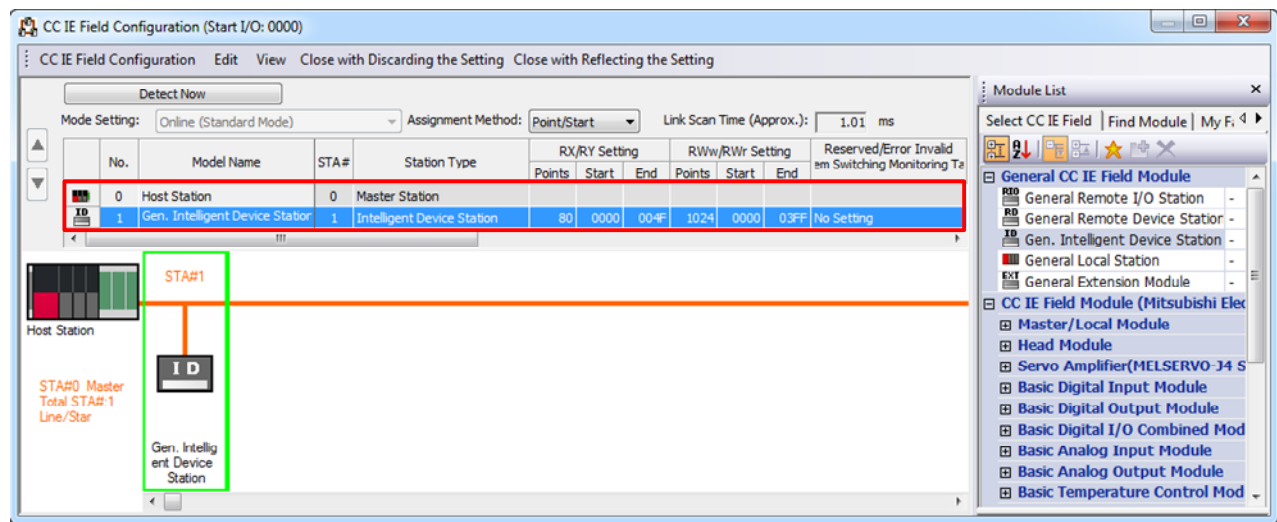 CC IE Field Configuration (Start I/O: 0000)
CC IE Field Configuration Edit View Close with Discarding the Setting Close with Reflecting the Setting
Detect Now
Mode Setting: Online (Standard Mode) Assignment Method: Point/Start Link Scan Time (Approx.): 1.01 ms
No. Model Name STA# Station Type RX/RY Setting RWw/RWr Setting Reserved/Error Invalid
Points Start End Points Start End em Switching Monitoring Ta
0 Host Station 0 Master Station
ID 1 Gen. Intelligent Device Station 1 Intelligent Device Station 80 0000 004F 1024 0000 03FF No Setting
STA#1
Host Station
ID
STA#0 Master
Total STA#:1
Line/Star
Gen. Intellig
ent Device
Station
Module List
Select CC IE Field Find Module My Fa
General CC IE Field Module
RIO General Remote I/O Station -
RD General Remote Device Station -
ID Gen. Intelligent Device Station -
General Local Station -
EXT General Extension Module -
CC IE Field Module (Mitsubishi Elec
Master/Local Module
Head Module
Servo Amplifier(MELSERVO-J4 S
Basic Digital Input Module
Basic Digital Output Module
Basic Digital I/O Combined Mod
Basic Analog Input Module
Basic Analog Output Module
Basic Temperature Control Mod